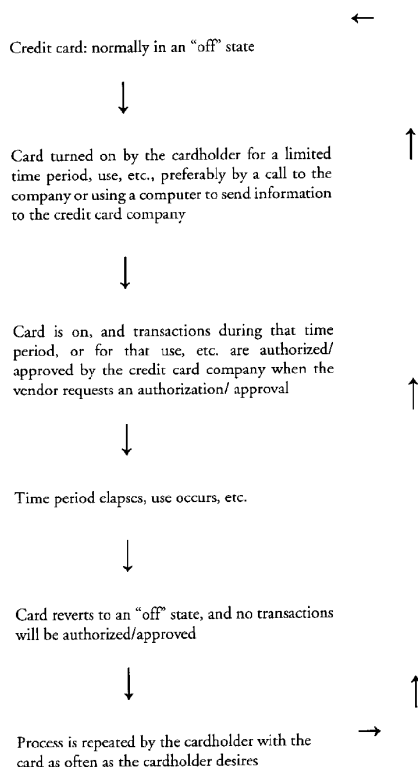 Credit card: normally in an “off” state
Card turned on by the cardholder for a limited
time period, use, etc., preferably by a call to the
company or using a computer to send information
to the credit card company
Card is on, and transactions during that time
period, or for that use, etc. are authorized/
approved by the credit card company when the
vendor requests an authorization/ approval
Time period elapses, use occurs, etc.
Card reverts to an “off” state, and no transactions
will be authorized/approved
Process is repeated by the cardholder with the
card as often as the cardholder desires